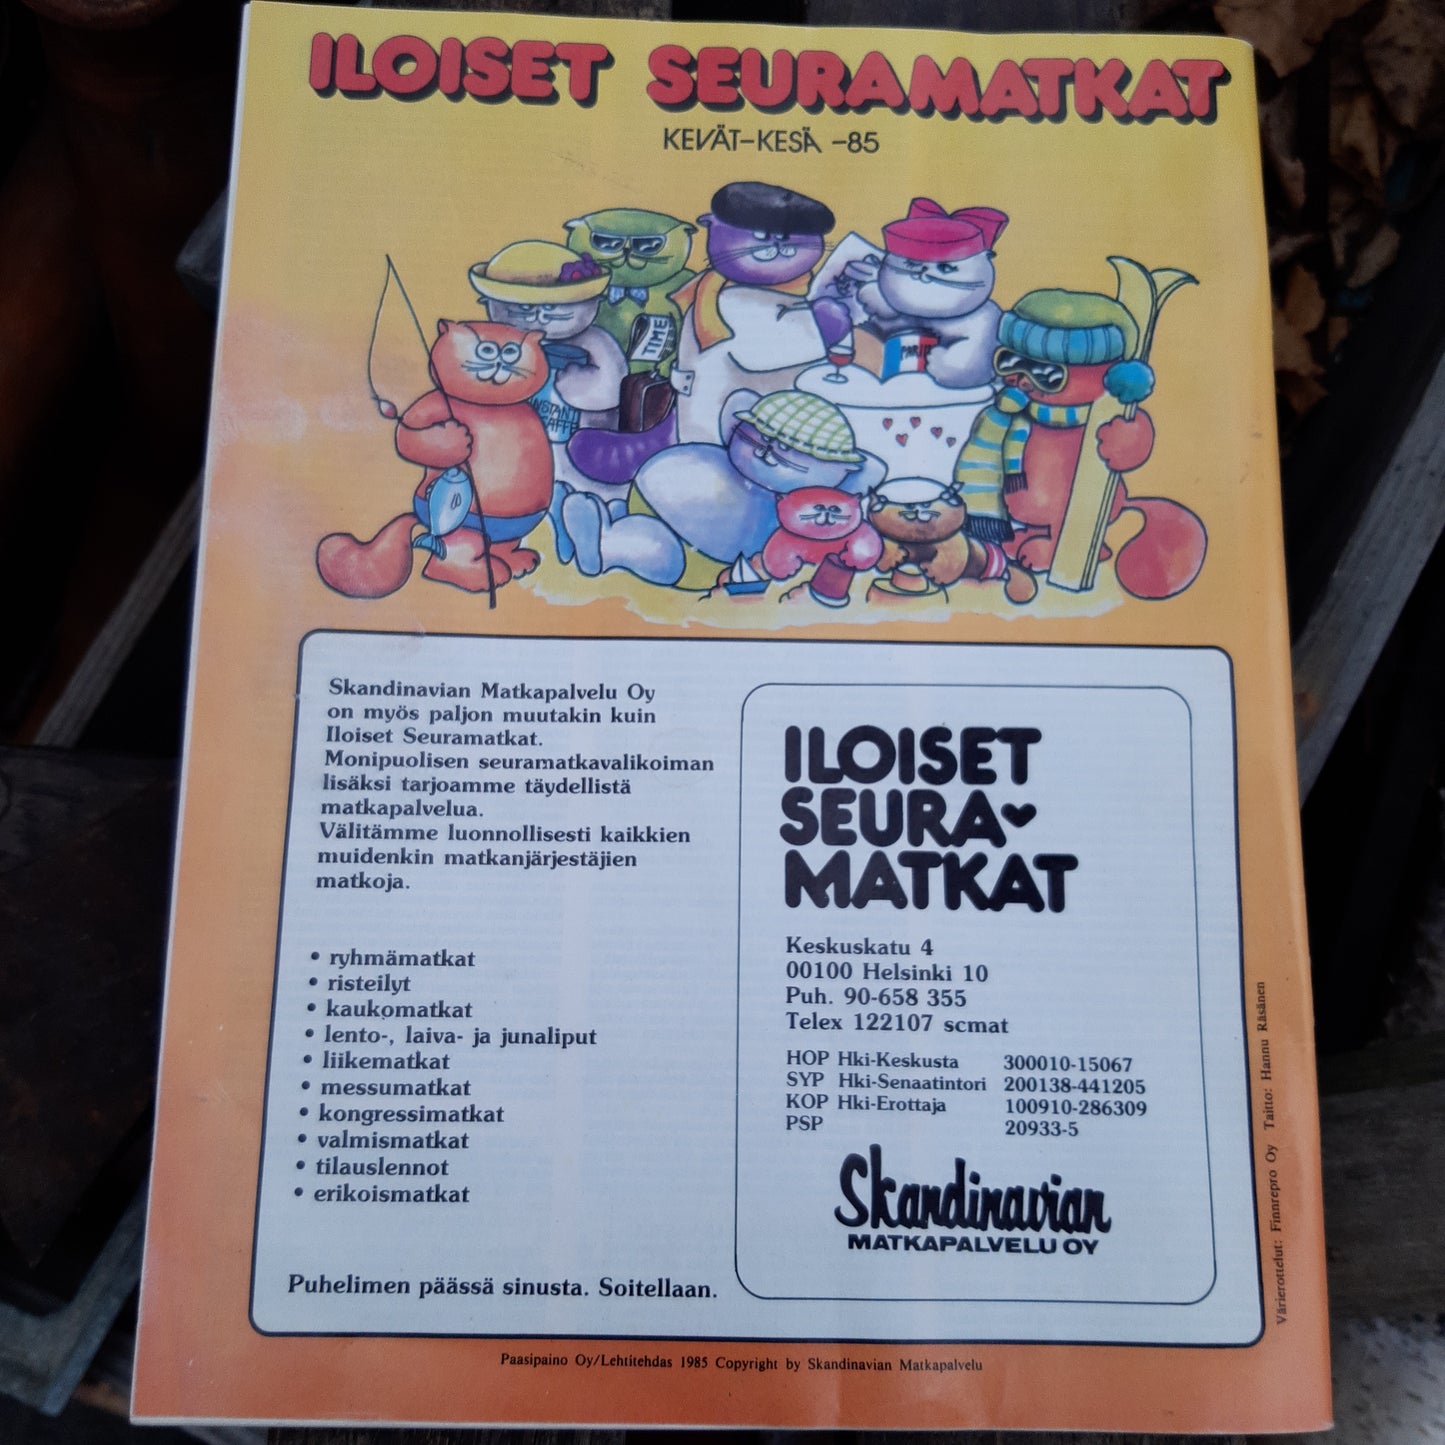 ILOISET SEURAMATKAT
KEVÄT-KESÄ -85
TIME
PARIF
INSTANT
CAFFE
Skandinavian Matkapalvelu Oy
on myös paljon muutakin kuin
Iloiset Seuramatkat.
Monipuolisen seuramatkavalikoiman
lisäksi tarjoamme täydellistä
matkapalvelua.
Välitämme luonnollisesti kaikkien
muidenkin matkanjärjestäjien
matkoja.
• ryhmämatkat
• risteilyt
• kaukomatkat
• lento-, laiva- ja junaliput
• liikematkat
• messumatkat
• kongressimatkat
• valmismatkat
• tilauslennot
• erikoismatkat
Puhelimen päässä sinusta. Soitellaan.
ILOISET
SEURA-
MATKAT
Keskuskatu 4
00100 Helsinki 10
Puh. 90-658 355
Telex 122107 scmat
HOP Hki-Keskusta 300010-15067
SYP Hki-Senaatintori 200138-441205
KOP Hki-Erottaja 100910-286309
PSP 20933-5
Skandinavian
MATKAPALVELU OY
Värierottelut: Finnrepro Oy Taitto: Hannu Räsänen
Paasipaino Oy/Lehtitehdas 1985 Copyright by Skandinavian Matkapalvelu